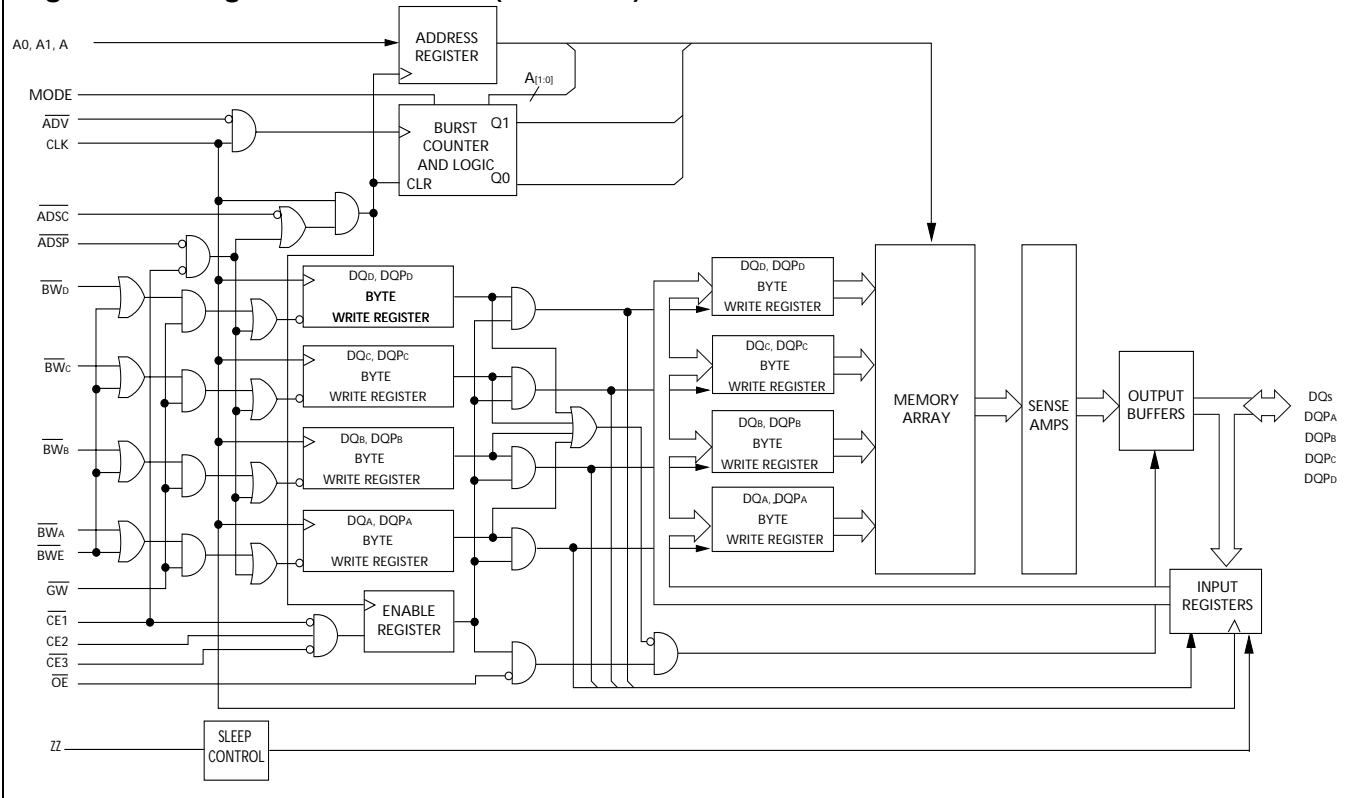 A0, A1, A
ADDRESS
REGISTER
A[1:0]
MODE
ADV
CLK
BURST
COUNTER
AND LOGIC
CLR
Q1
Q0
ADSC
ADSP
BWD
BWC
BWB
BWA
BWE
GW
CE1
CE2
CE3
OE
ZZ
SLEEP
CONTROL
DQD, DQPD
BYTE
WRITE REGISTER
DQC, DQPC
BYTE
WRITE REGISTER
DQB, DQPB
BYTE
WRITE REGISTER
DQA, DQPA
BYTE
WRITE REGISTER
ENABLE
REGISTER
DQD, DQPD
BYTE
WRITE REGISTER
DQC, DQPC
BYTE
WRITE REGISTER
DQB, DQPB
BYTE
WRITE REGISTER
DQA, DQPA
BYTE
WRITE REGISTER
MEMORY
ARRAY
SENSE
AMPS
OUTPUT
BUFFERS
DQS
DQPA
DQPB
DQPC
DQPD
INPUT
REGISTERS